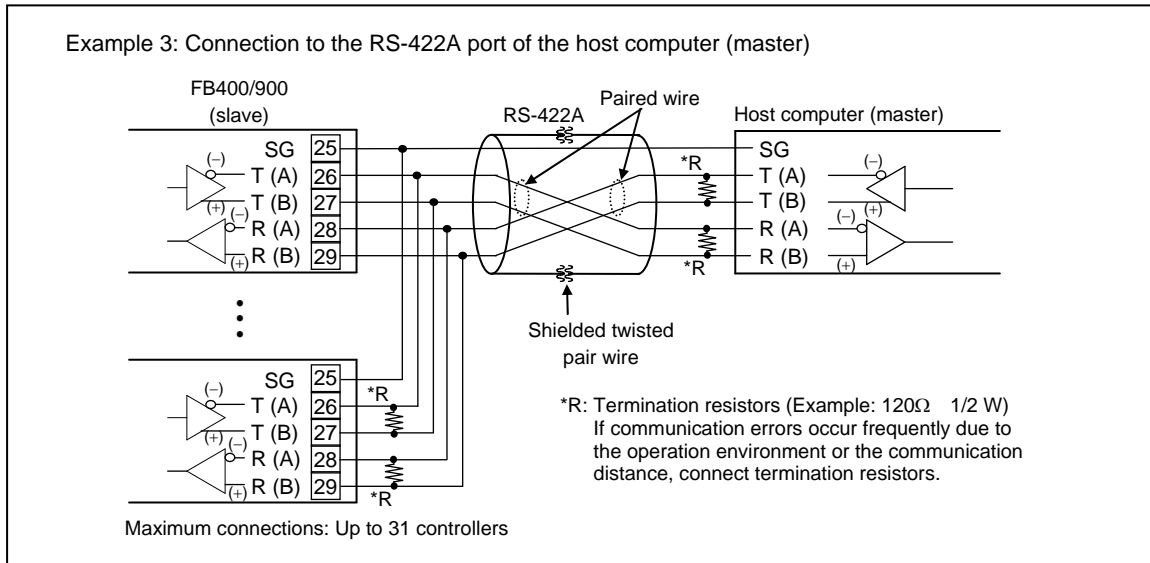 Example 3: Connection to the RS-422A port of the host computer (master)
FB400/900
(slave)
RS-422A
Paired wire
Host computer (master)
SG 25
(−) T (A) 26
(+) T (B) 27
(−) R (A) 28
(+) R (B) 29
*R
*R
SG
T (A) (−)
T (B) (+)
R (A) (−)
R (B) (+)
Shielded twisted
pair wire
SG 25
(−) T (A) 26
(+) T (B) 27
(−) R (A) 28
(+) R (B) 29
*R
*R
*R: Termination resistors (Example: 120Ω 1/2 W)
If communication errors occur frequently due to
the operation environment or the communication
distance, connect termination resistors.
Maximum connections: Up to 31 controllers